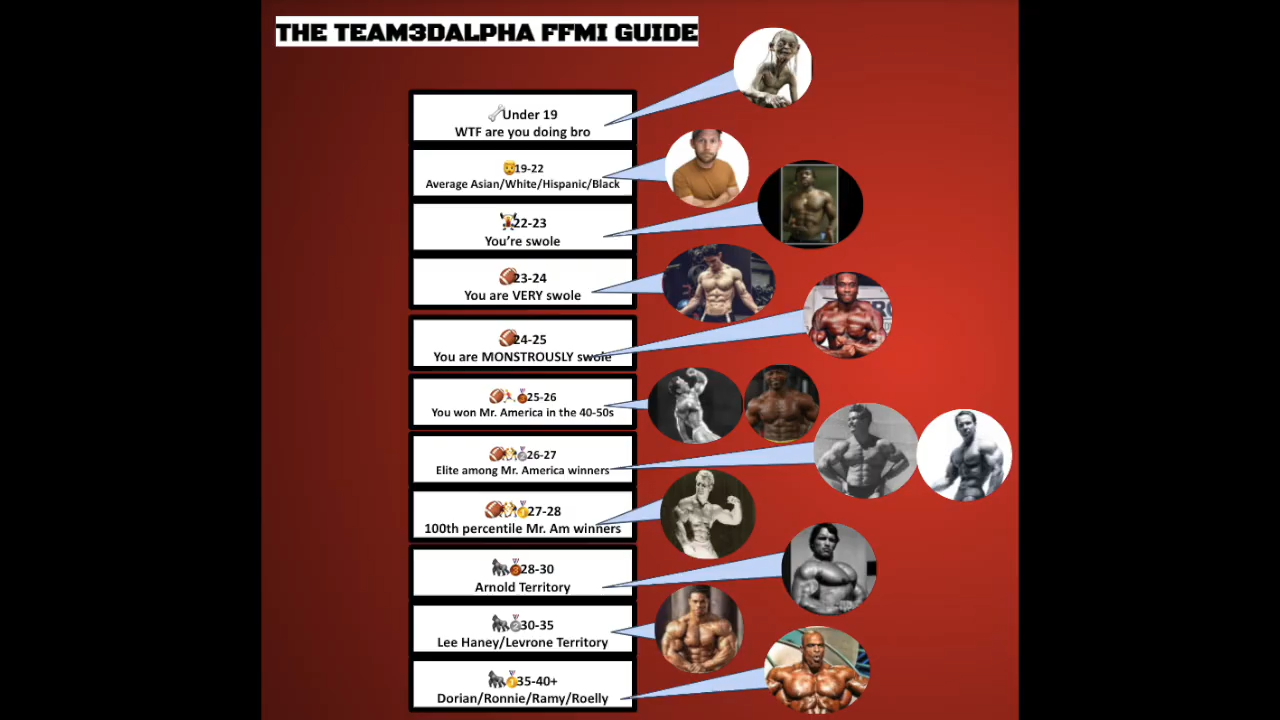 THE TEAM3DALPHA FFMI GUIDE
Under 19
WTF are you doing bro
19-22
Average Asian/White/Hispanic/Black
22-23
You're swole
23-24
You are VERY swole
24-25
You are MONSTROUSLY swole
25-26
You won Mr. America in the 40-50s
26-27
Elite among Mr. America winners
27-28
100th percentile Mr. Am winners
28-30
Arnold Territory
30-35
Lee Haney/Levrone Territory
35-40+
Dorian/Ronnie/Ramy/Roelly